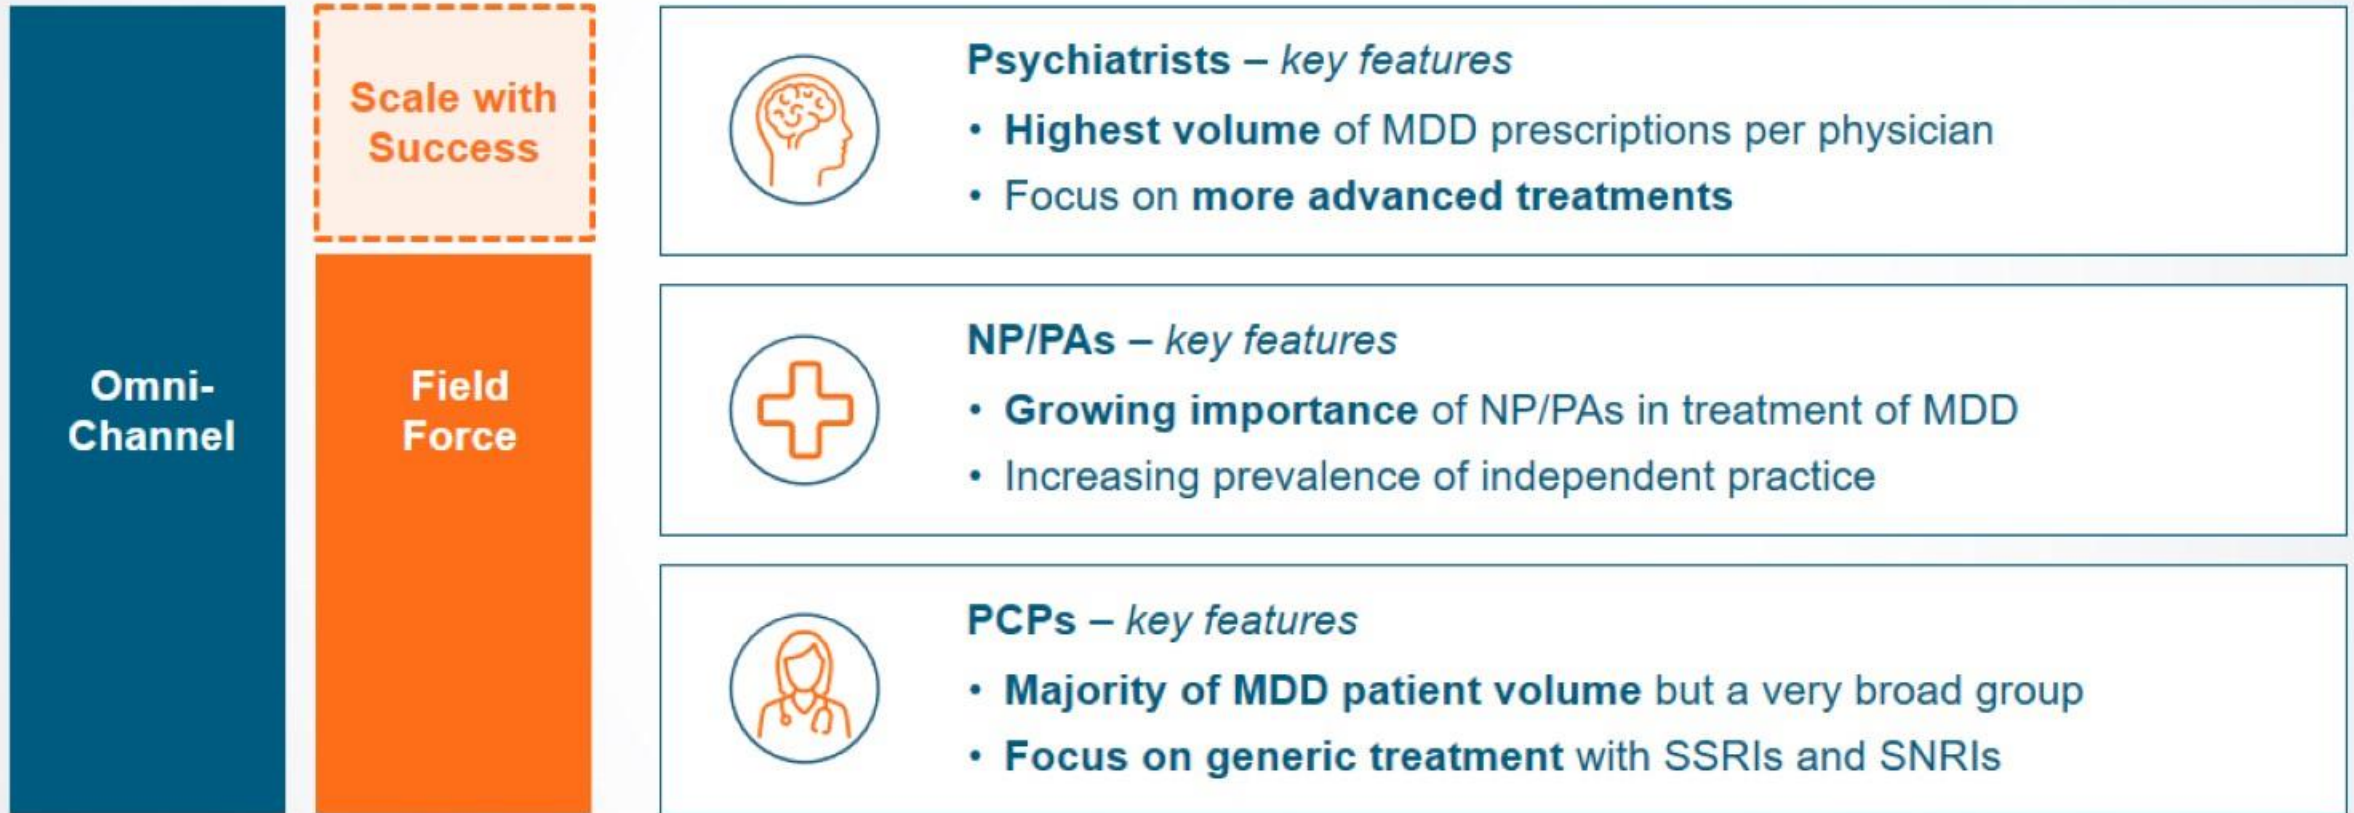 Omni-
Channel
Scale with
Success
Field
Force
Psychiatrists – key features
• Highest volume of MDD prescriptions per physician
• Focus on more advanced treatments
NP/PAs – key features
• Growing importance of NP/PAs in treatment of MDD
• Increasing prevalence of independent practice
PCPs – key features
• Majority of MDD patient volume but a very broad group
• Focus on generic treatment with SSRIs and SNRIs